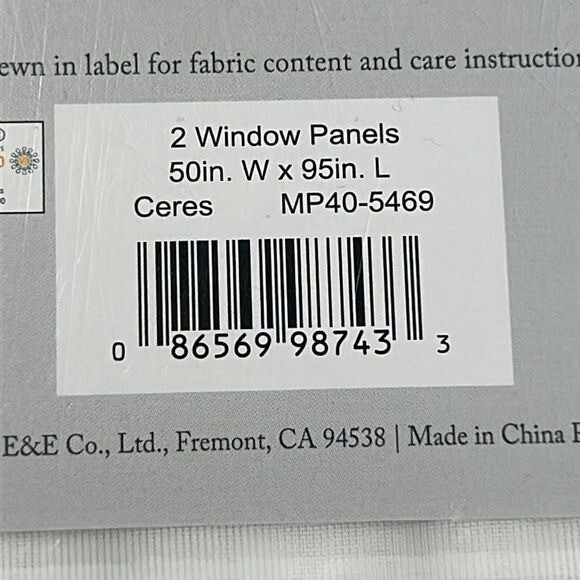 ewn in label for fabric content and care instruction
2 Window Panels
50in. W x 95in. L
Ceres MP40-5469
0 86569 98743 3
E&E Co., Ltd., Fremont, CA 94538 | Made in China